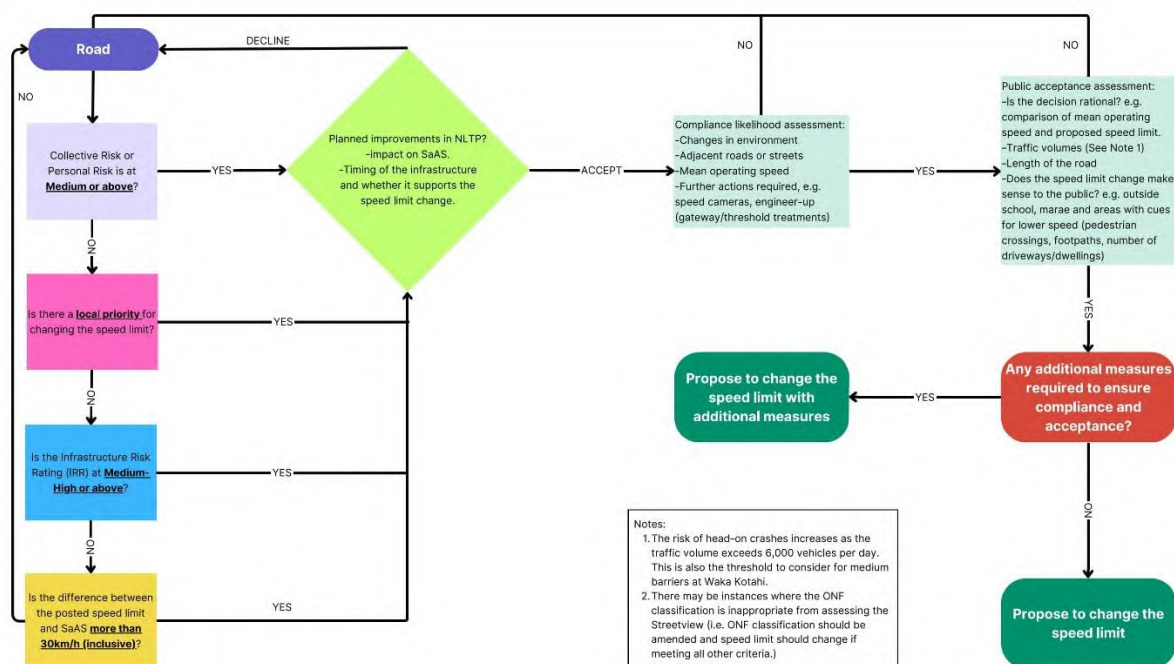 DECLINE
Road
NO
NO
NO
Collective Risk or
Personal Risk is at
Medium or above?
YES
Planned improvements in NLTP?
-impact on SaAS.
-Timing of the infrastructure
and whether it supports the
speed limit change.
ACCEPT
Compliance likelihood assessment:
-Changes in environment
-Adjacent roads or streets
-Mean operating speed
-Further actions required, e.g.
speed cameras, engineer-up
(gateway/threshold treatments)
YES
Public acceptance assessment:
-Is the decision rational? e.g.
comparison of mean operating
speed and proposed speed limit.
-Traffic volumes (See Note 1)
-Length of the road
-Does the speed limit change make
sense to the public? e.g. outside
school, marae and areas with cues
for lower speed (pedestrian
crossings, footpaths, number of
driveways/dwellings)
NO
Is there a local priority for
changing the speed limit?
YES
YES
NO
Propose to change the
speed limit with
additional measures
YES
Any additional measures
required to ensure
compliance and
acceptance?
Is the Infrastructure Risk
Rating (IRR) at Medium-
High or above?
YES
NO
NO
Is the difference between
the posted speed limit
and SaAS more than
30km/h (inclusive)?
YES
Notes:
1. The risk of head-on crashes increases as the
traffic volume exceeds 6,000 vehicles per day.
This is also the threshold to consider for medium
barriers at Waka Kotahi.
2. There may be instances where the ONF
classification is inappropriate from assessing the
Streetview (i.e. ONF classification should be
amended and speed limit should change if
meeting all other criteria.)
Propose to change the
speed limit